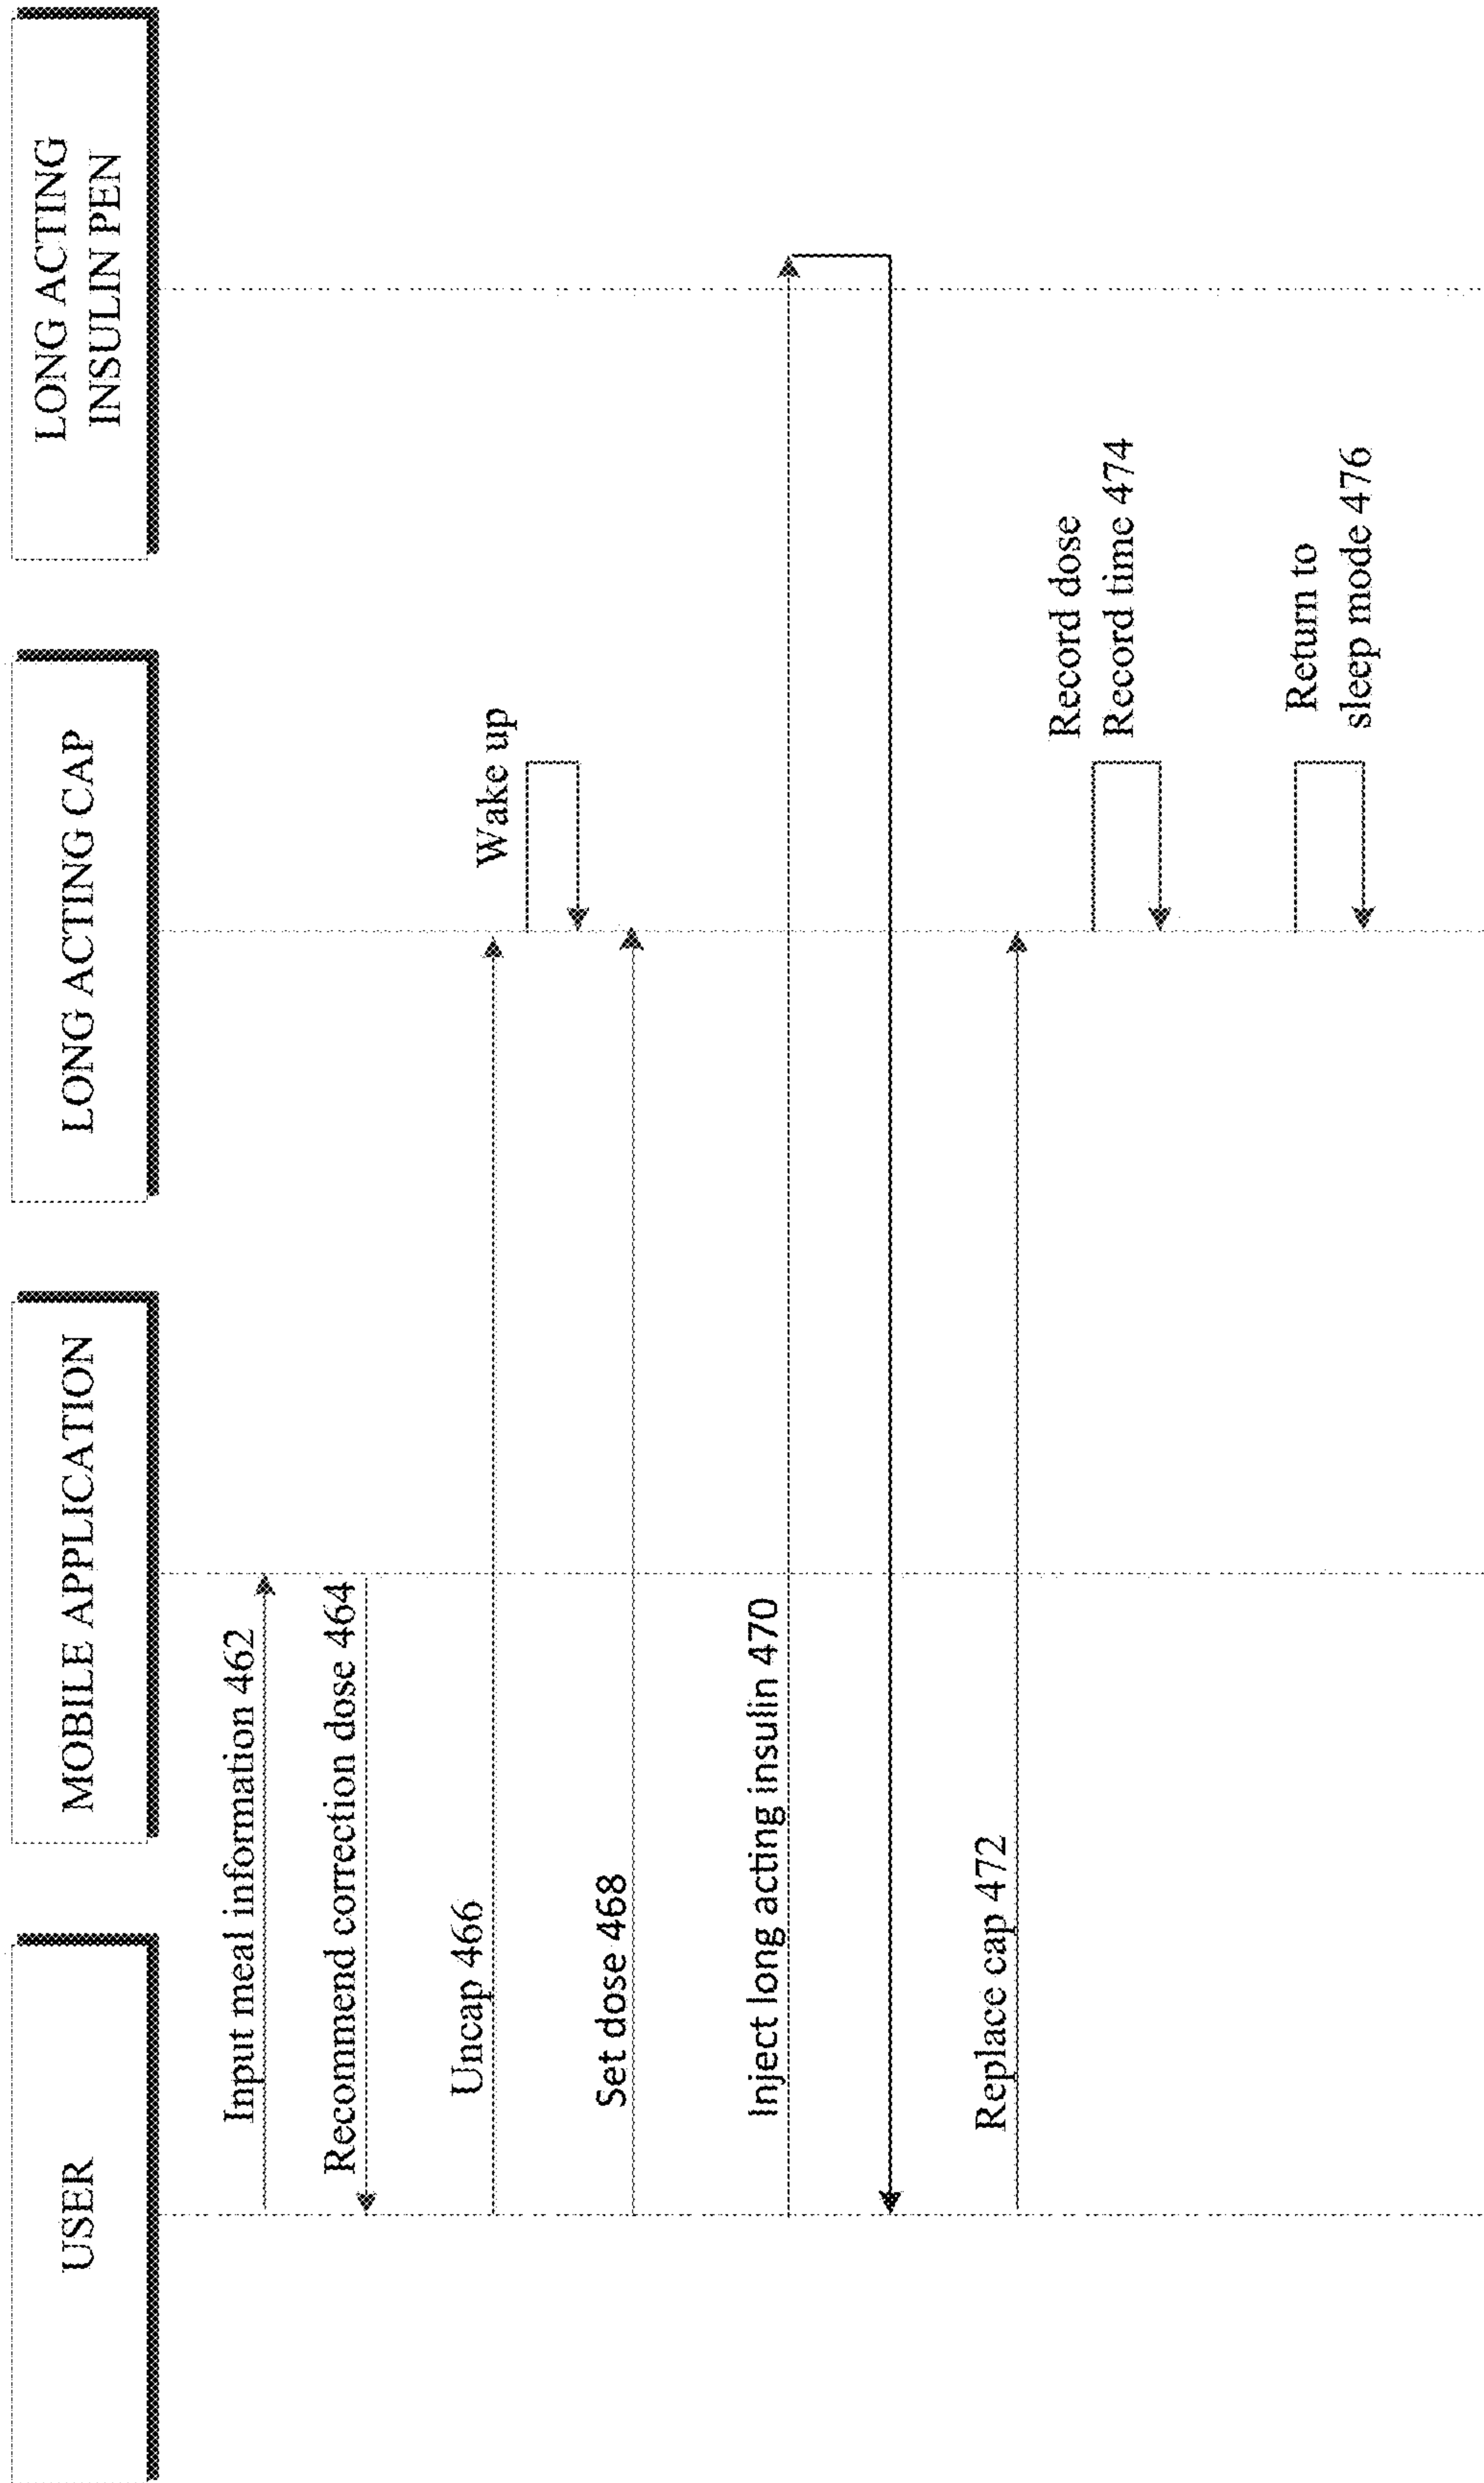 USER
MOBILE APPLICATION
LONG ACTING CAP
LONG ACTING
INSULIN PEN
Input meal information 462
Recommend correction dose 464
Uncap 466
Wake up
Set dose 468
Inject long acting insulin 470
Replace cap 472
Record dose
Record time 474
Return to
sleep mode 476